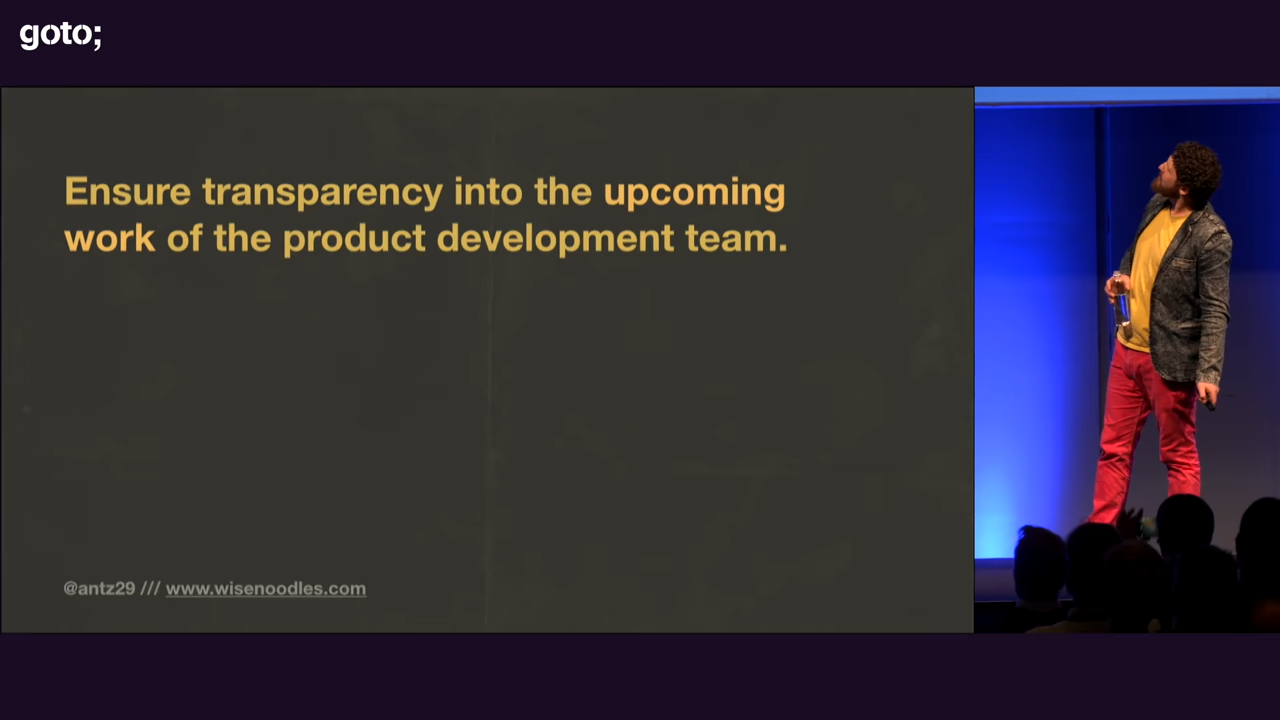 goto;
Ensure transparency into the upcoming
work of the product development team.
@antz29 /// www.wisenoodles.com